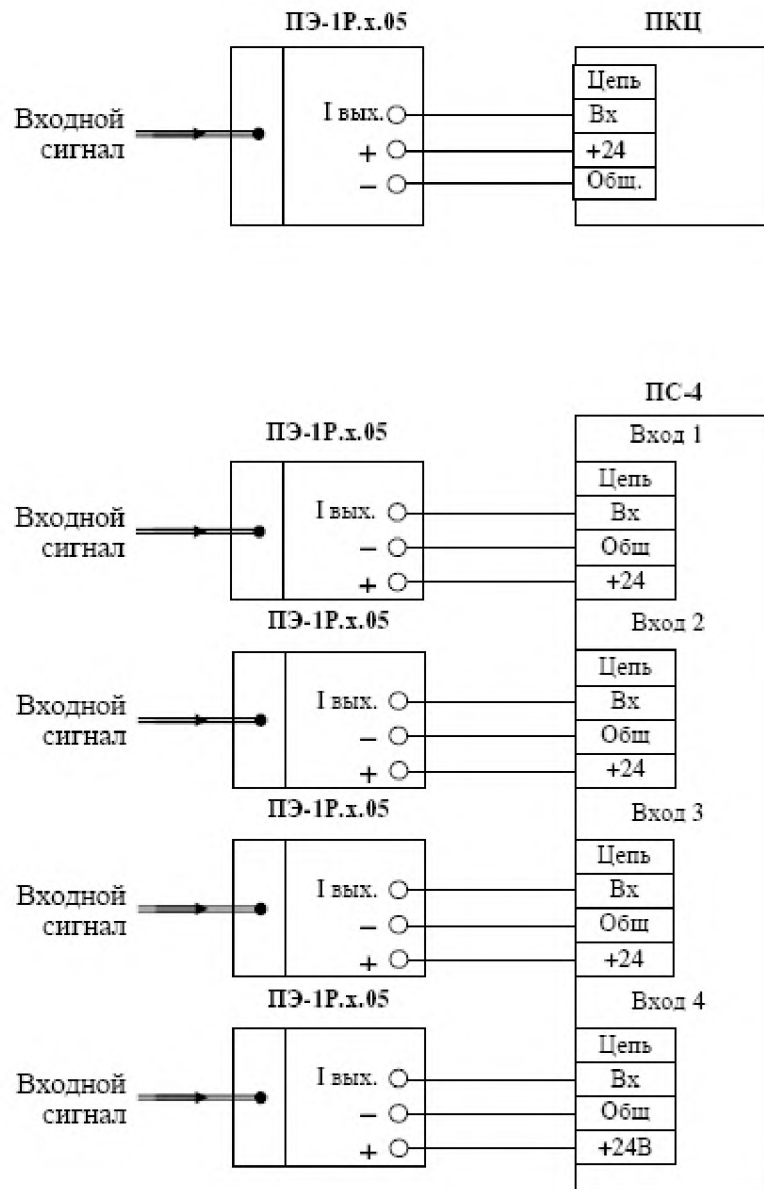 ПЭ-1Р.х.05
ПКЦ
Входной
сигнал
I вых.
+
–
Цепь
Вх
+24
Общ.
ПС-4
ПЭ-1Р.х.05
Вход 1
Входной
сигнал
I вых.
–
+
Цепь
Вх
Общ
+24
ПЭ-1Р.х.05
Вход 2
Входной
сигнал
I вых.
–
+
Цепь
Вх
Общ
+24
ПЭ-1Р.х.05
Вход 3
Входной
сигнал
I вых.
–
+
Цепь
Вх
Общ
+24
ПЭ-1Р.х.05
Вход 4
Входной
сигнал
I вых.
–
+
Цепь
Вх
Общ
+24В